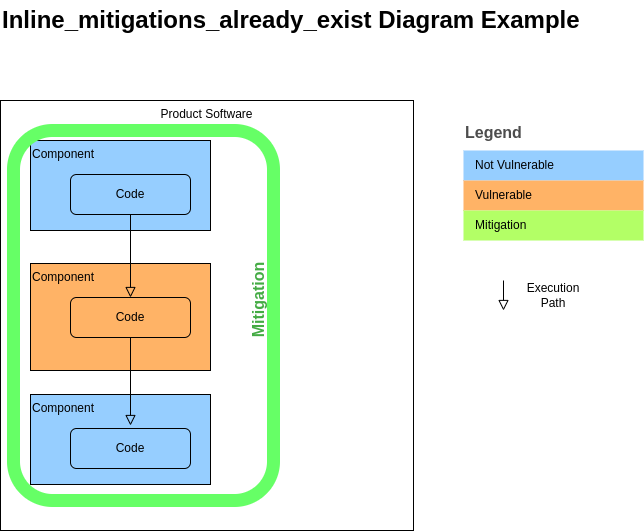 Inline_mitigations_already_exist Diagram Example
Product Software
Component
Code
Component
Code
Component
Code
Mitigation
Legend
Not Vulnerable
Vulnerable
Mitigation
Execution
Path